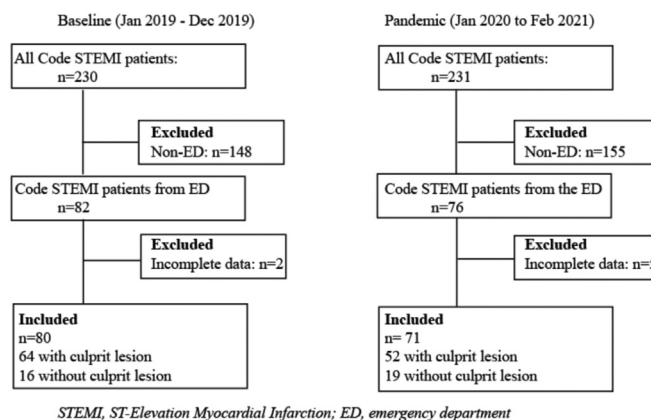 Baseline (Jan 2019 - Dec 2019)
All Code STEMI patients:
n=230
Excluded
Non-ED: n=148
Code STEMI patients from ED
n=82
Excluded
Incomplete data: n=2
Included
n=80
64 with culprit lesion
16 without culprit lesion
Pandemic (Jan 2020 to Feb 2021)
All Code STEMI patients:
n=231
Excluded
Non-ED: n=155
Code STEMI patients from the ED
n=76
Excluded
Incomplete data:
Included
n= 71
52 with culprit lesion
19 without culprit lesion
STEMI, ST-Elevation Myocardial Infarction; ED, emergency department